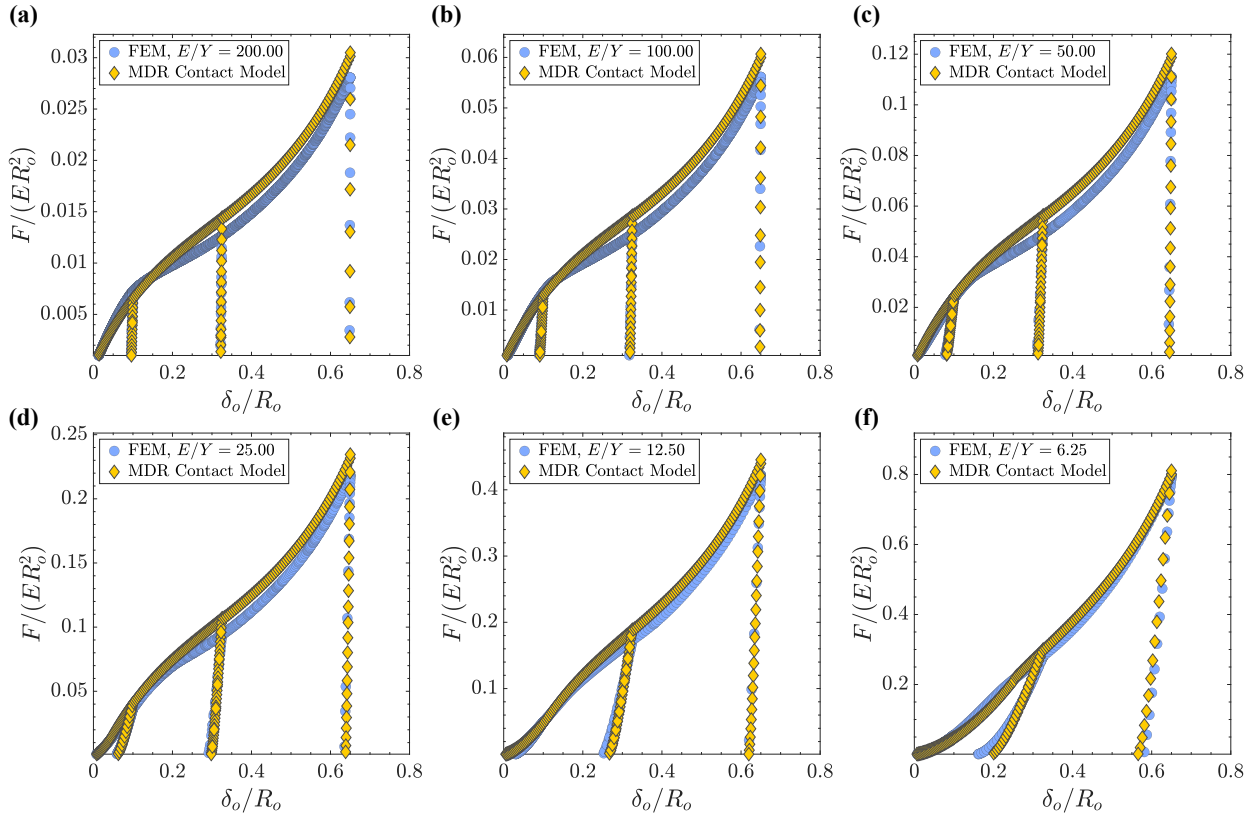 (a)
FEM, E/Y = 200.00
MDR Contact Model
F/(ER_o^2)
0.03
0.025
0.02
0.015
0.01
0.005
0 0.2 0.4 0.6 0.8
δ_o/R_o
(b)
FEM, E/Y = 100.00
MDR Contact Model
F/(ER_o^2)
0.06
0.05
0.04
0.03
0.02
0.01
0 0.2 0.4 0.6 0.8
δ_o/R_o
(c)
FEM, E/Y = 50.00
MDR Contact Model
F/(ER_o^2)
0.12
0.1
0.08
0.06
0.04
0.02
0 0.2 0.4 0.6 0.8
δ_o/R_o
(d)
FEM, E/Y = 25.00
MDR Contact Model
F/(ER_o^2)
0.25
0.2
0.15
0.1
0.05
0 0.2 0.4 0.6 0.8
δ_o/R_o
(e)
FEM, E/Y = 12.50
MDR Contact Model
F/(ER_o^2)
0.4
0.3
0.2
0.1
0 0.2 0.4 0.6 0.8
δ_o/R_o
(f)
FEM, E/Y = 6.25
MDR Contact Model
F/(ER_o^2)
0.8
0.6
0.4
0.2
0 0.2 0.4 0.6 0.8
δ_o/R_o